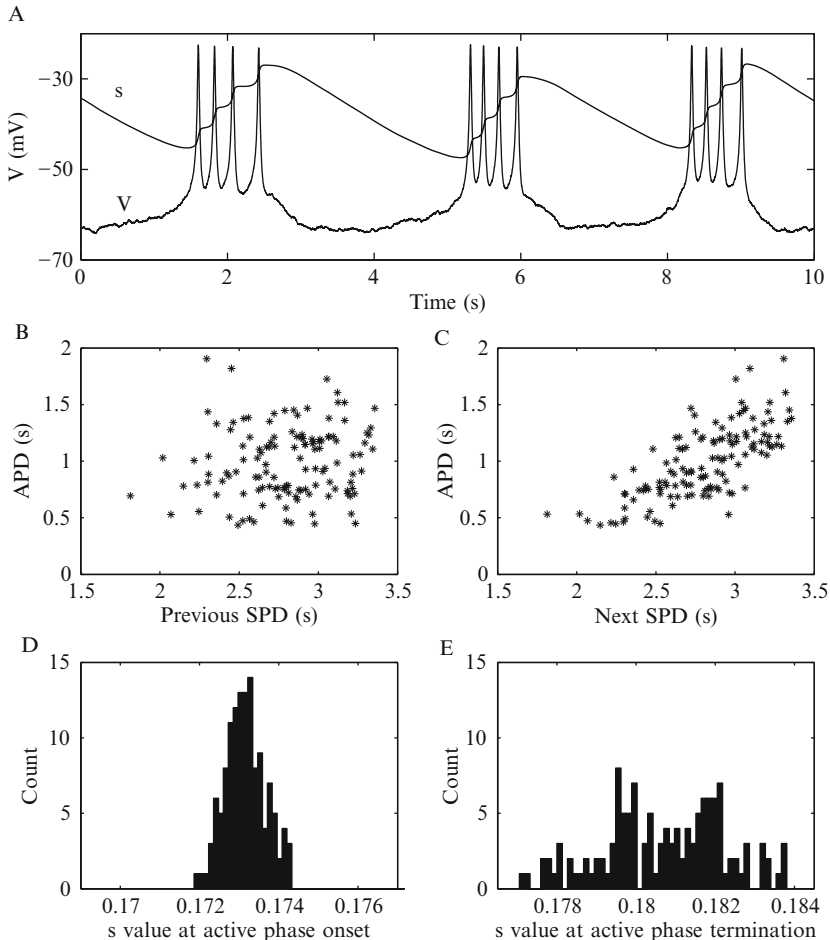 A
−30
−50
−70
V (mV)
s
V
0
2
4
6
8
10
Time (s)
B
2
1.5
1
0.5
0
APD (s)
1.5
2
2.5
3
3.5
Previous SPD (s)
C
2
1.5
1
0.5
0
APD (s)
1.5
2
2.5
3
3.5
Next SPD (s)
D
15
10
5
0
Count
0.17
0.172
0.174
0.176
s value at active phase onset
E
15
10
5
0
Count
0.178
0.18
0.182
0.184
s value at active phase termination